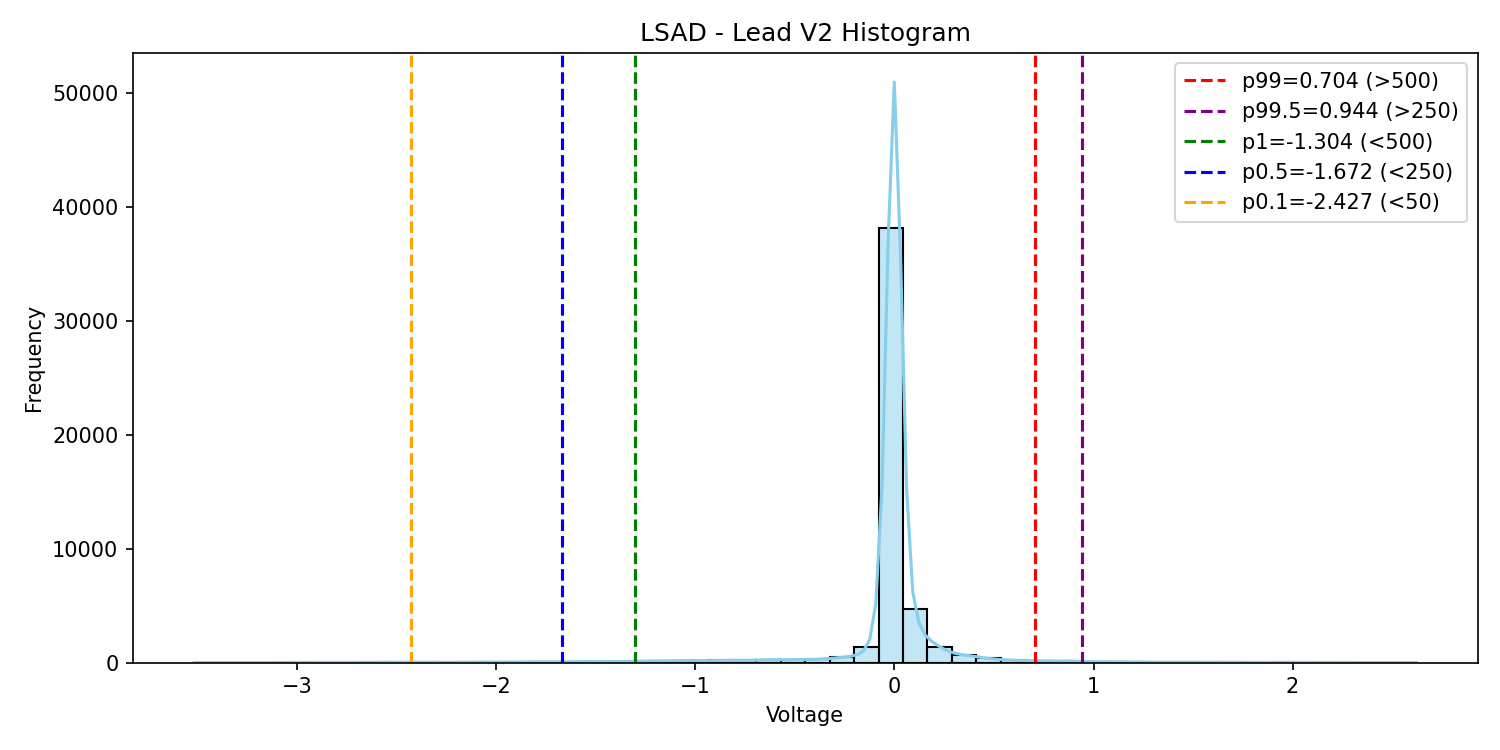 LSAD - Lead V2 Histogram
p99=0.704 (>500)
p99.5=0.944 (>250)
p1=-1.304 (<500)
p0.5=-1.672 (<250)
p0.1=-2.427 (<50)
Frequency
50000
40000
30000
20000
10000
0
−3
−2
−1
0
1
2
Voltage